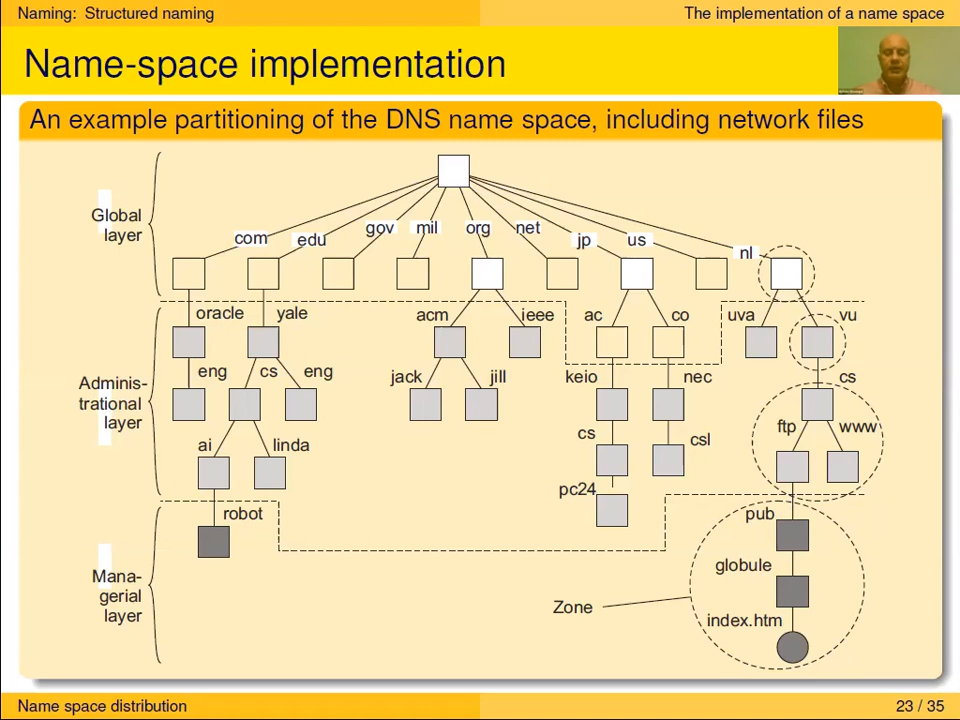 Naming: Structured naming
The implementation of a name space
Name-space implementation
An example partitioning of the DNS name space, including network files
Global
layer
com
edu
gov
mil
org
net
jp
us
nl
oracle
yale
acm
ieee
ac
co
uva
vu
Adminis-
trational
layer
eng
cs
eng
jack
jill
keio
nec
cs
ai
linda
cs
csl
ftp
www
pc24
robot
pub
Mana-
gerial
layer
globule
Zone
index.htm
Name space distribution
23 / 35